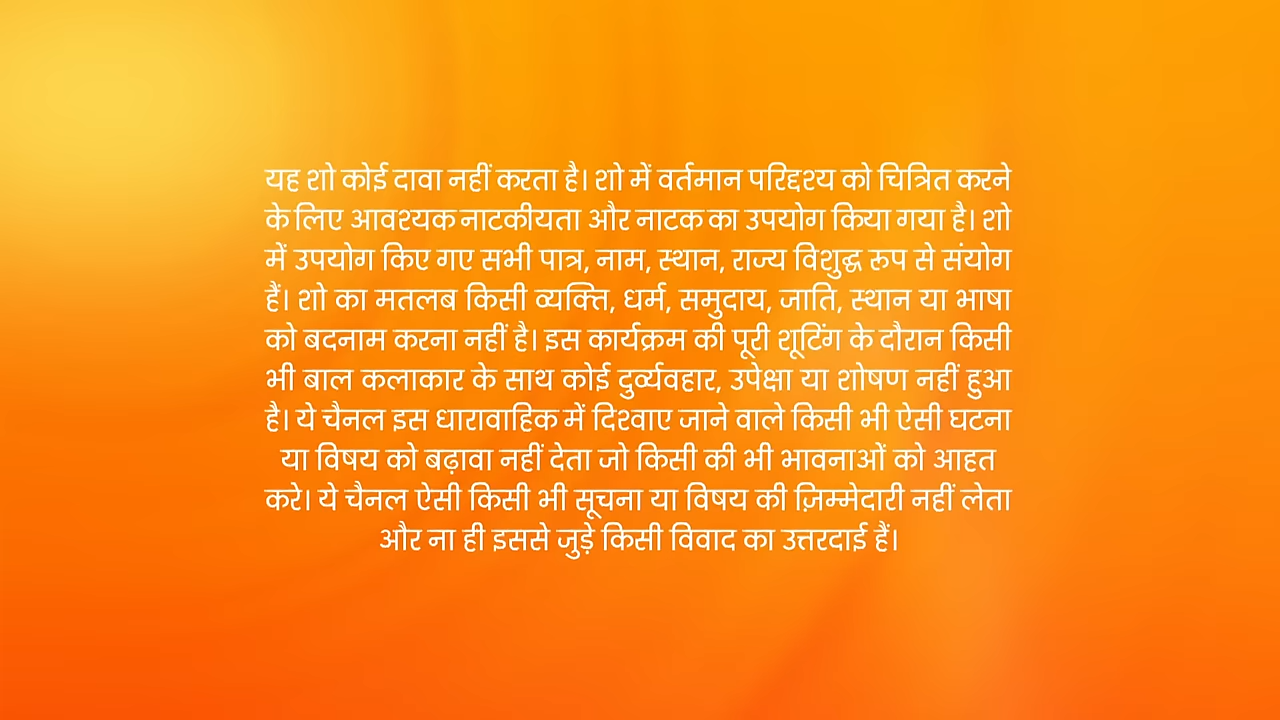 यह शो कोई दावा नहीं करता है। शो में वर्तमान परिद्दश्य को चित्रित करने
के लिए आवश्यक नाटकीयता और नाटक का उपयोग किया गया है। शो
में उपयोग किए गए सभी पात्र, नाम, स्थान, राज्य विशुद्ध रुप से संयोग
हैं। शो का मतलब किसी व्यक्ति, धर्म, समुदाय, जाति, स्थान या भाषा
को बदनाम करना नहीं है। इस कार्यक्रम की पूरी शूटिंग के दौरान किसी
भी बाल कलाकार के साथ कोई दुर्व्यवहार, उपेक्षा या शोषण नहीं हुआ
है। ये चैनल इस धारावाहिक में दिश्वाए जाने वाले किसी भी ऐसी घटना
या विषय को बढ़ावा नहीं देता जो किसी की भी भावनाओं को आहत
करे। ये चैनल ऐसी किसी भी सूचना या विषय की ज़िम्मेदारी नहीं लेता
और ना ही इससे जुड़े किसी विवाद का उत्तरदाई हैं।